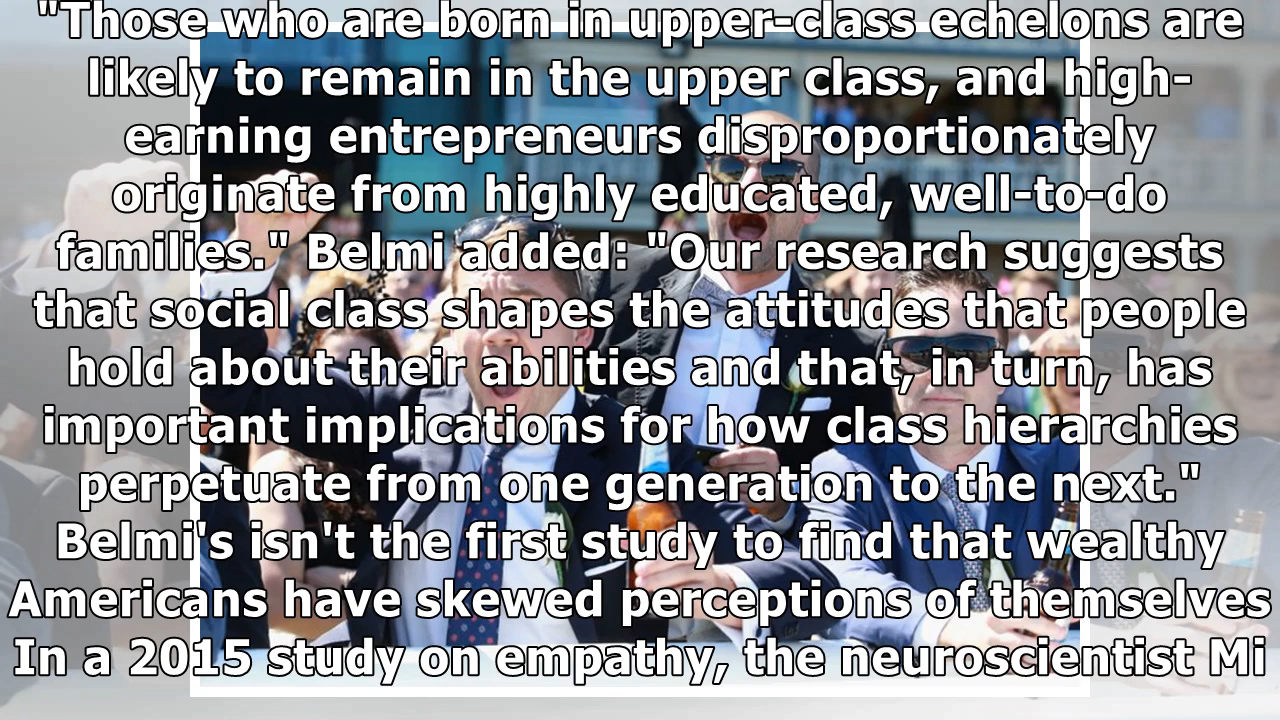 "Those who are born in upper-class echelons are
likely to remain in the upper class, and high-
earning entrepreneurs disproportionately
originate from highly educated, well-to-do
families." Belmi added: "Our research suggests
that social class shapes the attitudes that people
hold about their abilities and that, in turn, has
important implications for how class hierarchies
perpetuate from one generation to the next."
Belmi's isn't the first study to find that wealthy
Americans have skewed perceptions of themselves
In a 2015 study on empathy, the neuroscientist Mi